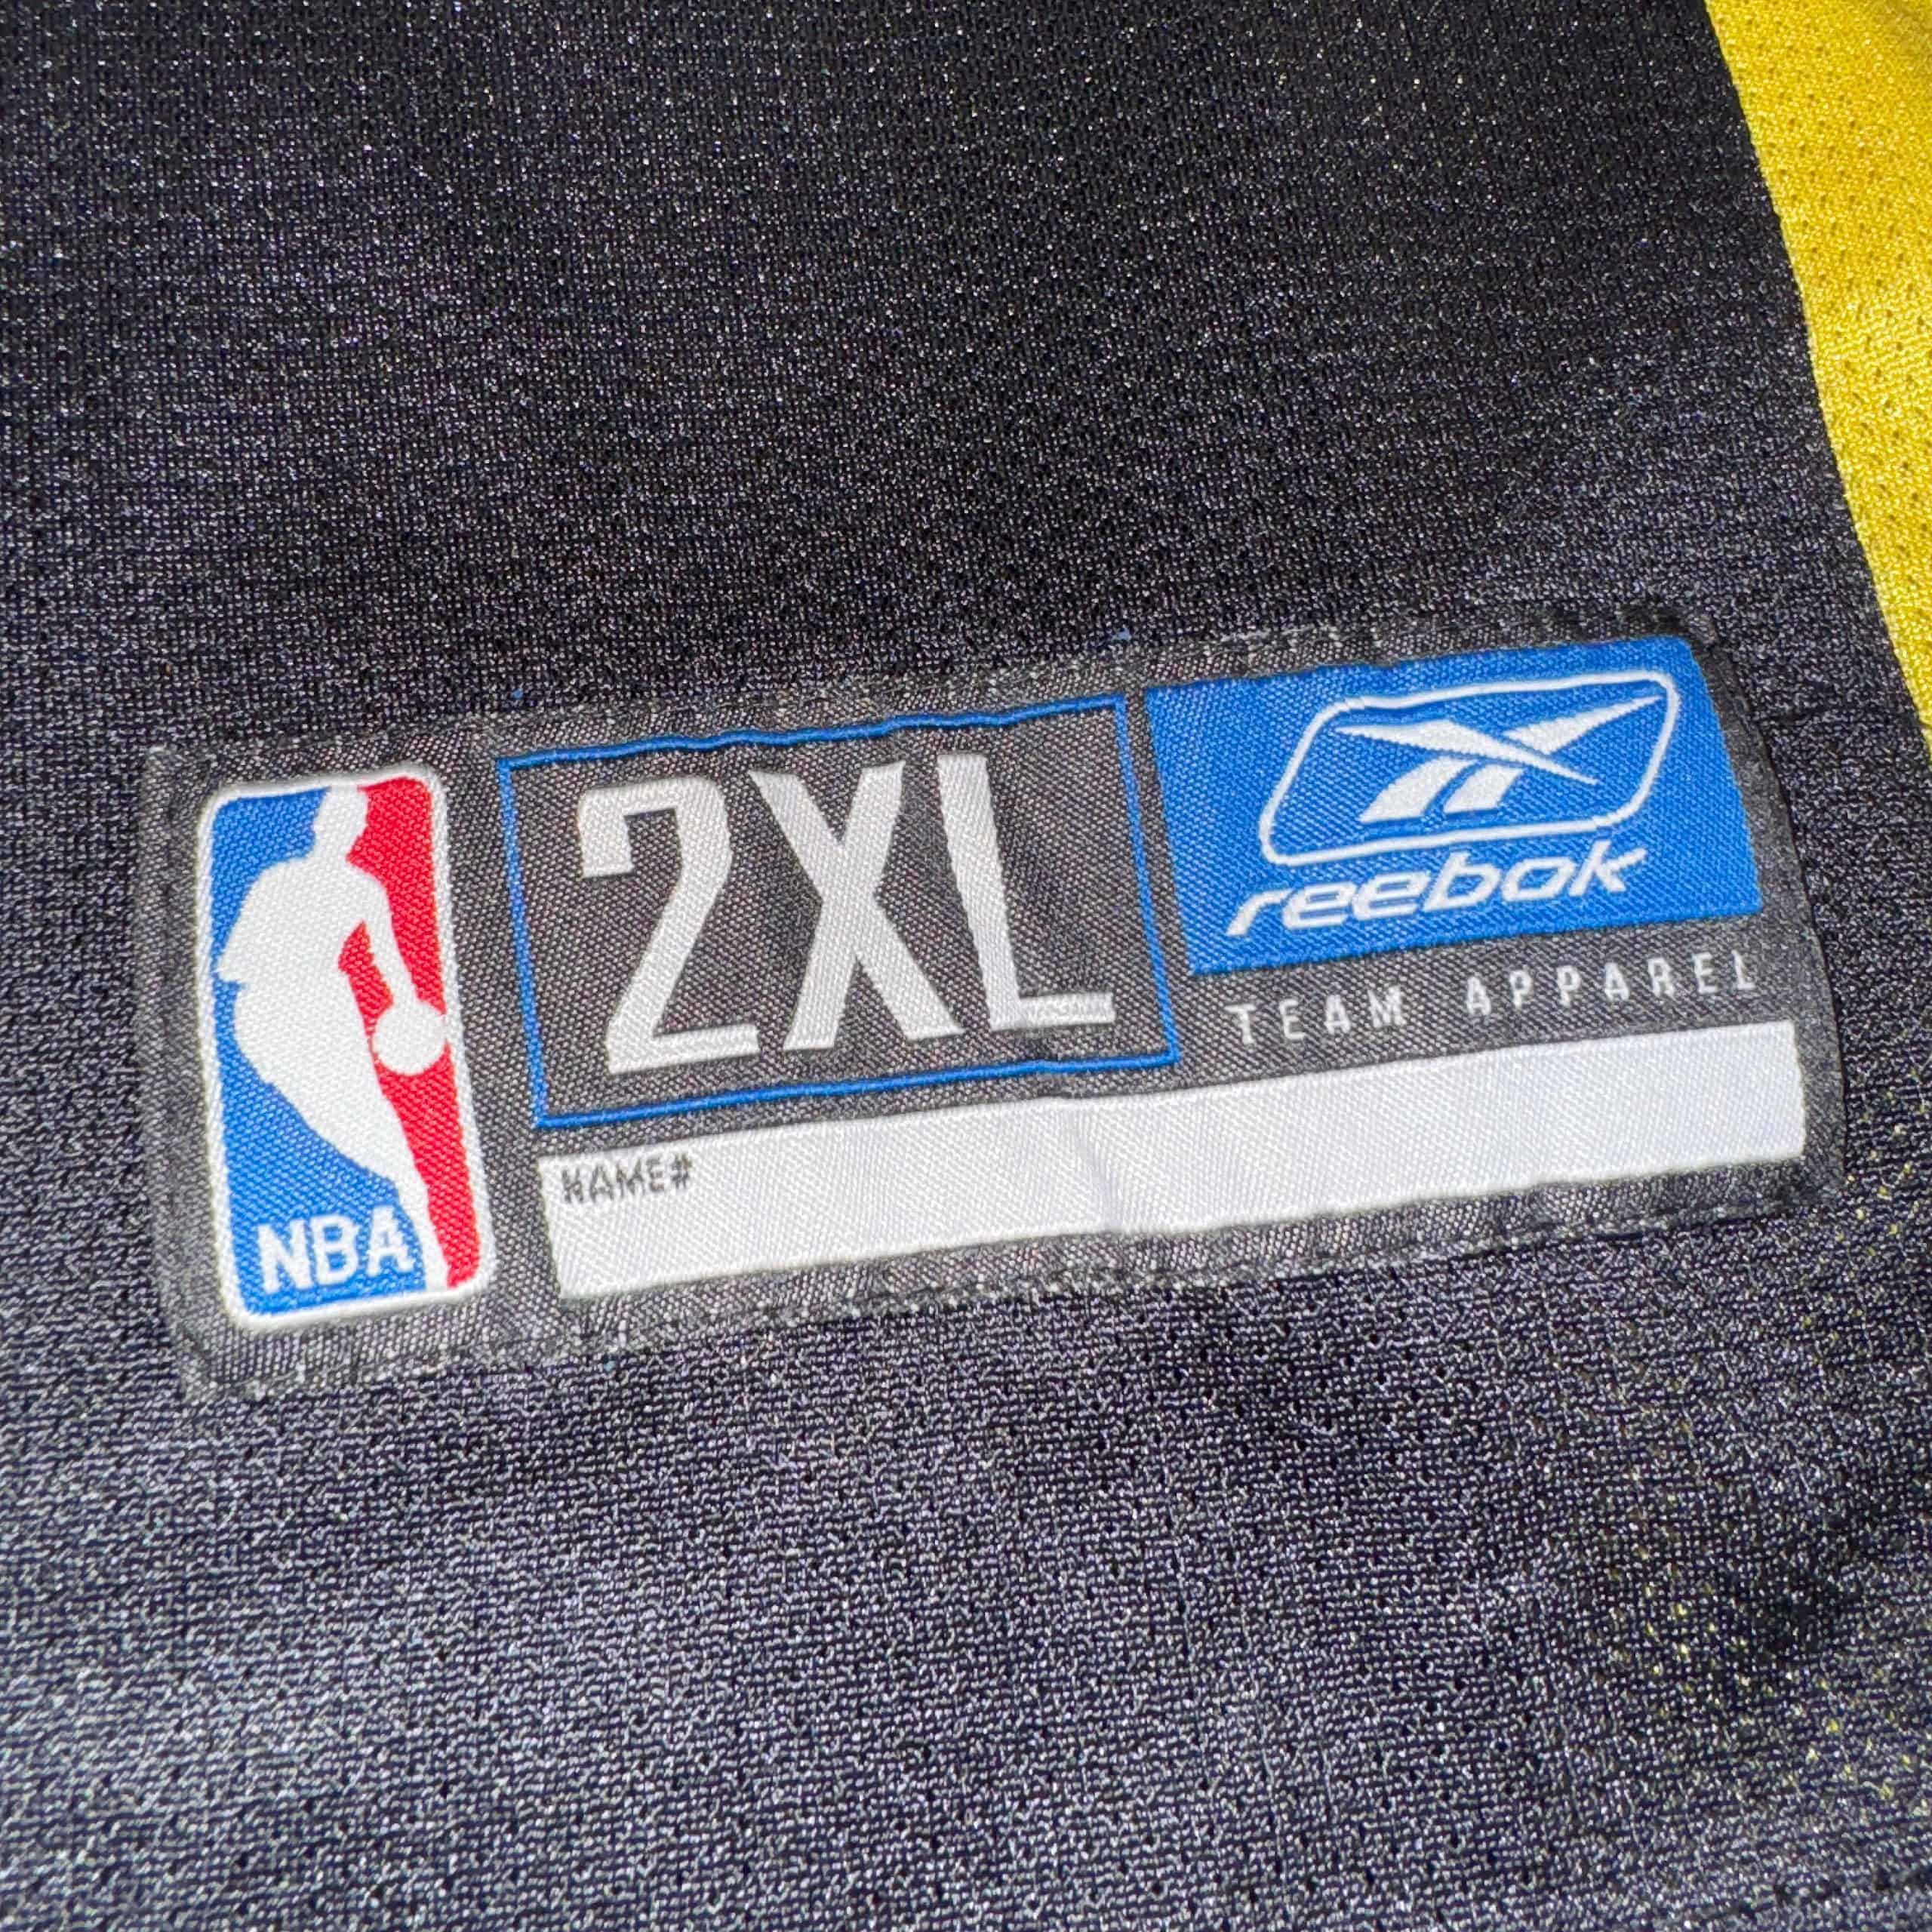 NBA
2XL
reebok
TEAM APPAREL
NAME#